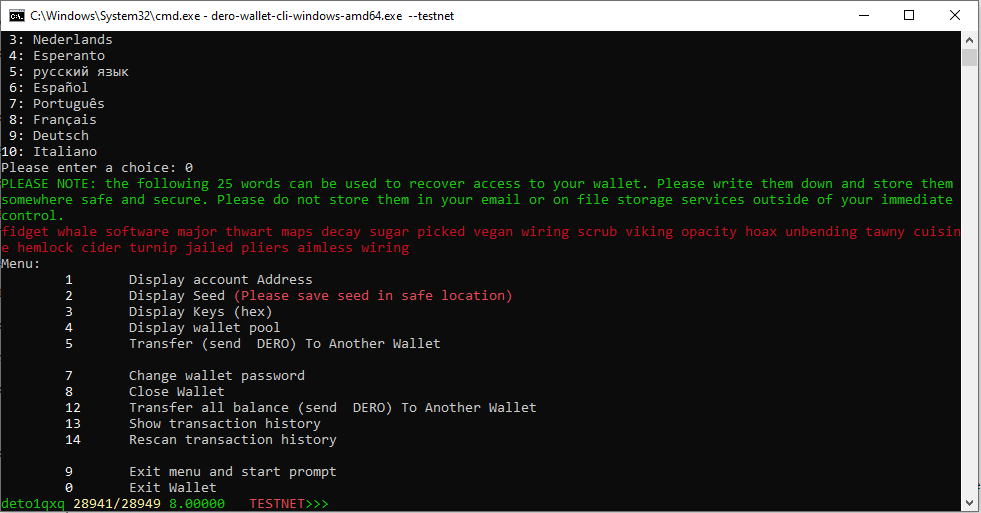 C:\Windows\System32\cmd.exe - dero-wallet-cli-windows-amd64.exe --testnet
3: Nederlands
4: Esperanto
5: русский язык
6: Español
7: Português
8: Français
9: Deutsch
10: Italiano
Please enter a choice: 0
PLEASE NOTE: the following 25 words can be used to recover access to your wallet. Please write them down and store them
somewhere safe and secure. Please do not store them in your email or on file storage services outside of your immediate
control.
fidget whale software major thwart maps decay sugar picked vegan wiring scrub viking opacity hoax unbending tawny cuisin
e hemlock cider turnip jailed pliers aimless wiring
Menu:
1 Display account Address
2 Display Seed (Please save seed in safe location)
3 Display Keys (hex)
4 Display wallet pool
5 Transfer (send DERO) To Another Wallet
7 Change wallet password
8 Close Wallet
12 Transfer all balance (send DERO) To Another Wallet
13 Show transaction history
14 Rescan transaction history
9 Exit menu and start prompt
0 Exit Wallet
deto1qxq 28941/28949 8.00000 TESTNET>>>